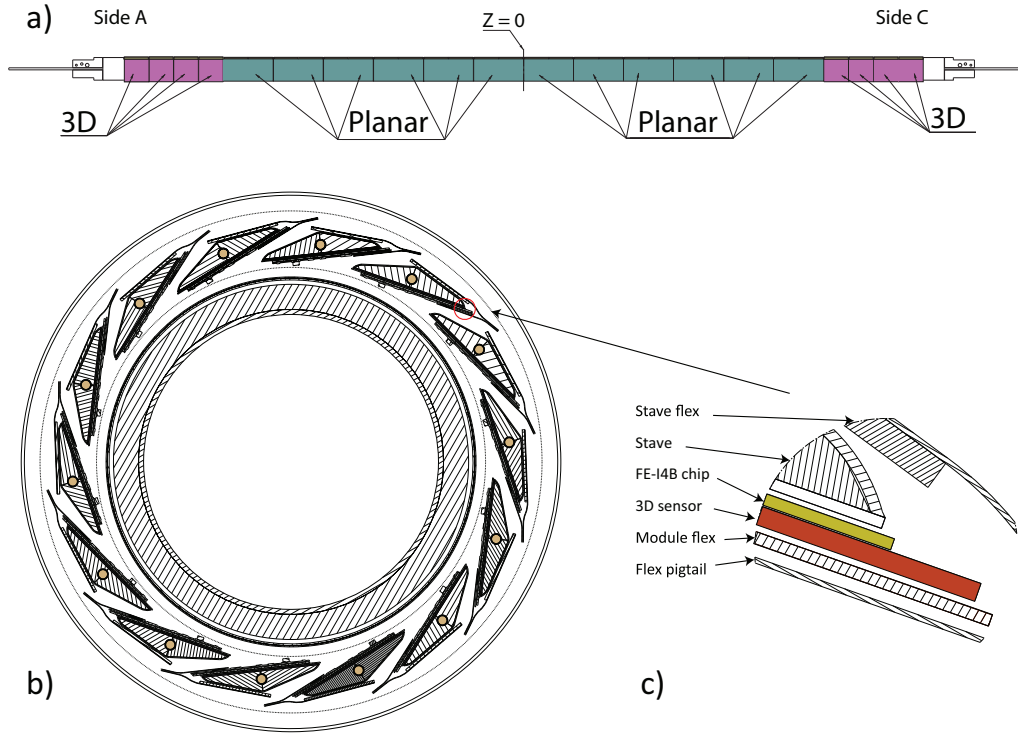 a)
Side A
Z = 0
Side C
3D
Planar
Planar
3D
Stave flex
Stave
FE-I4B chip
3D sensor
Module flex
Flex pigtail
b)
c)